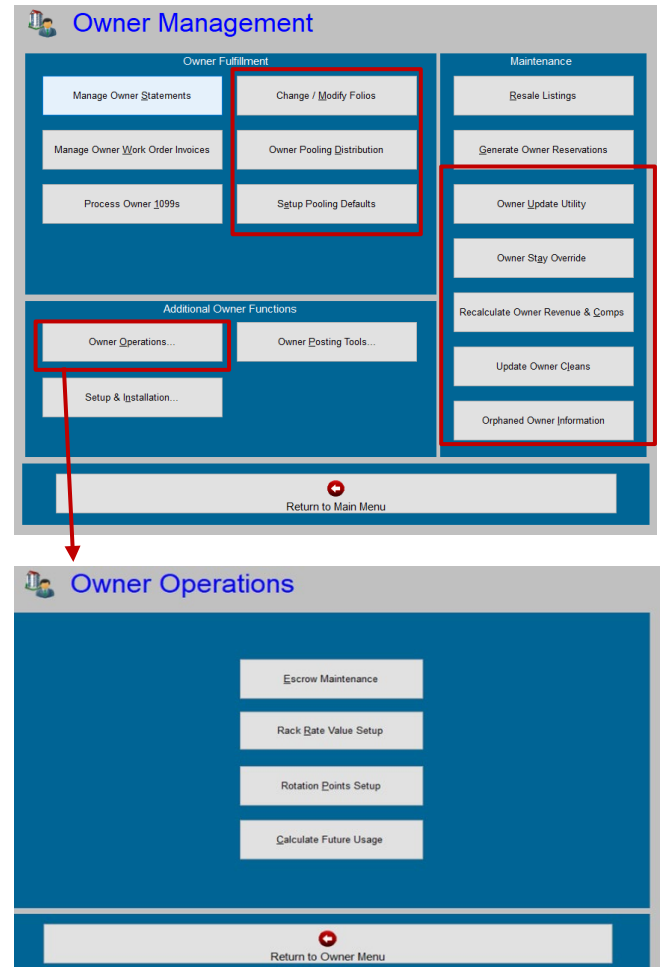 Owner Management
Owner Fulfillment
Manage Owner Statements
Change / Modify Folios
Manage Owner Work Order Invoices
Owner Pooling Distribution
Process Owner 1099s
Setup Pooling Defaults
Maintenance
Resale Listings
Generate Owner Reservations
Owner Update Utility
Owner Stay Override
Recalculate Owner Revenue & Comps
Update Owner Cleans
Orphaned Owner Information
Additional Owner Functions
Owner Operations...
Owner Posting Tools...
Setup & Installation...
Return to Main Menu
Owner Operations
Escrow Maintenance
Rack Rate Value Setup
Rotation Points Setup
Calculate Future Usage
Return to Owner Menu